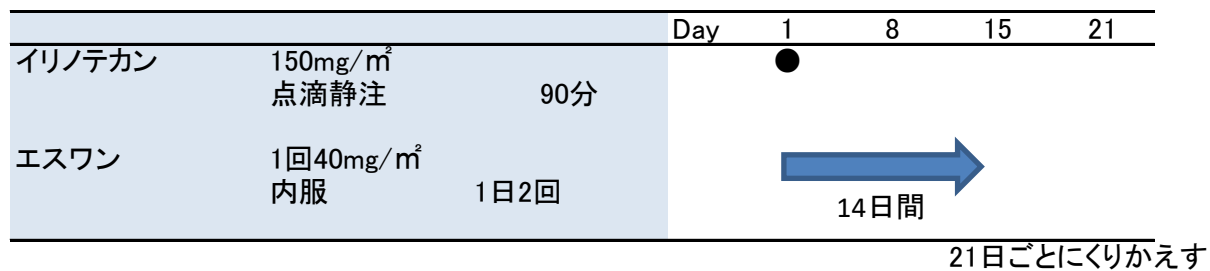 Day 1 8 15 21
イリノテカン 150mg/㎡
点滴静注 90分
エスワン 1回40mg/㎡
内服 1日2回
14日間
21日ごとにくりかえす